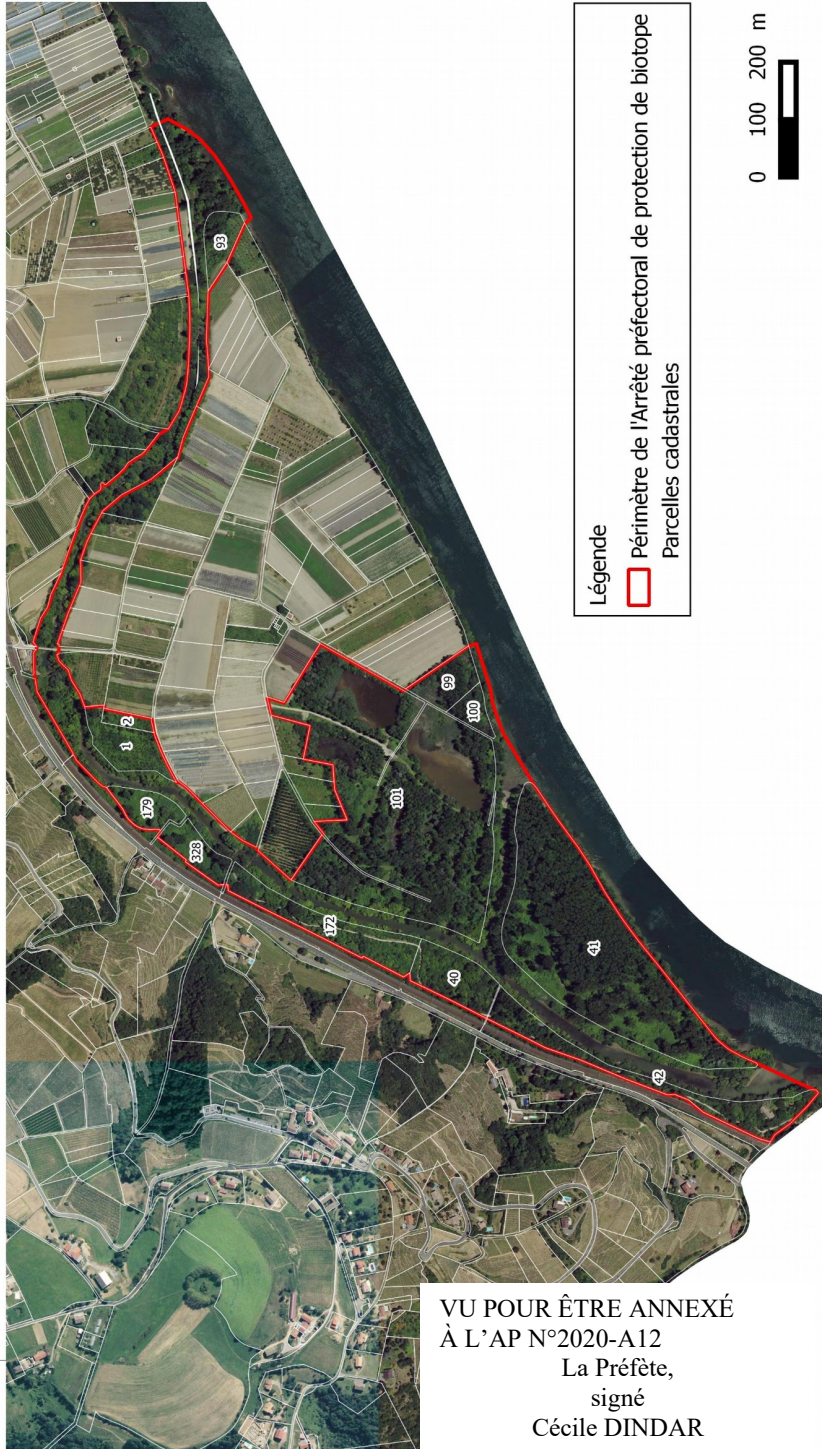 93
2
1
179
328
99
100
101
172
40
41
42
Légende
Périmètre de l'Arrêté préfectoral de protection de biotope
Parcelles cadastrales
0 100 200 m
VU POUR ÊTRE ANNEXÉ
À L'AP N°2020-A12
La Préfète,
signé
Cécile DINDAR